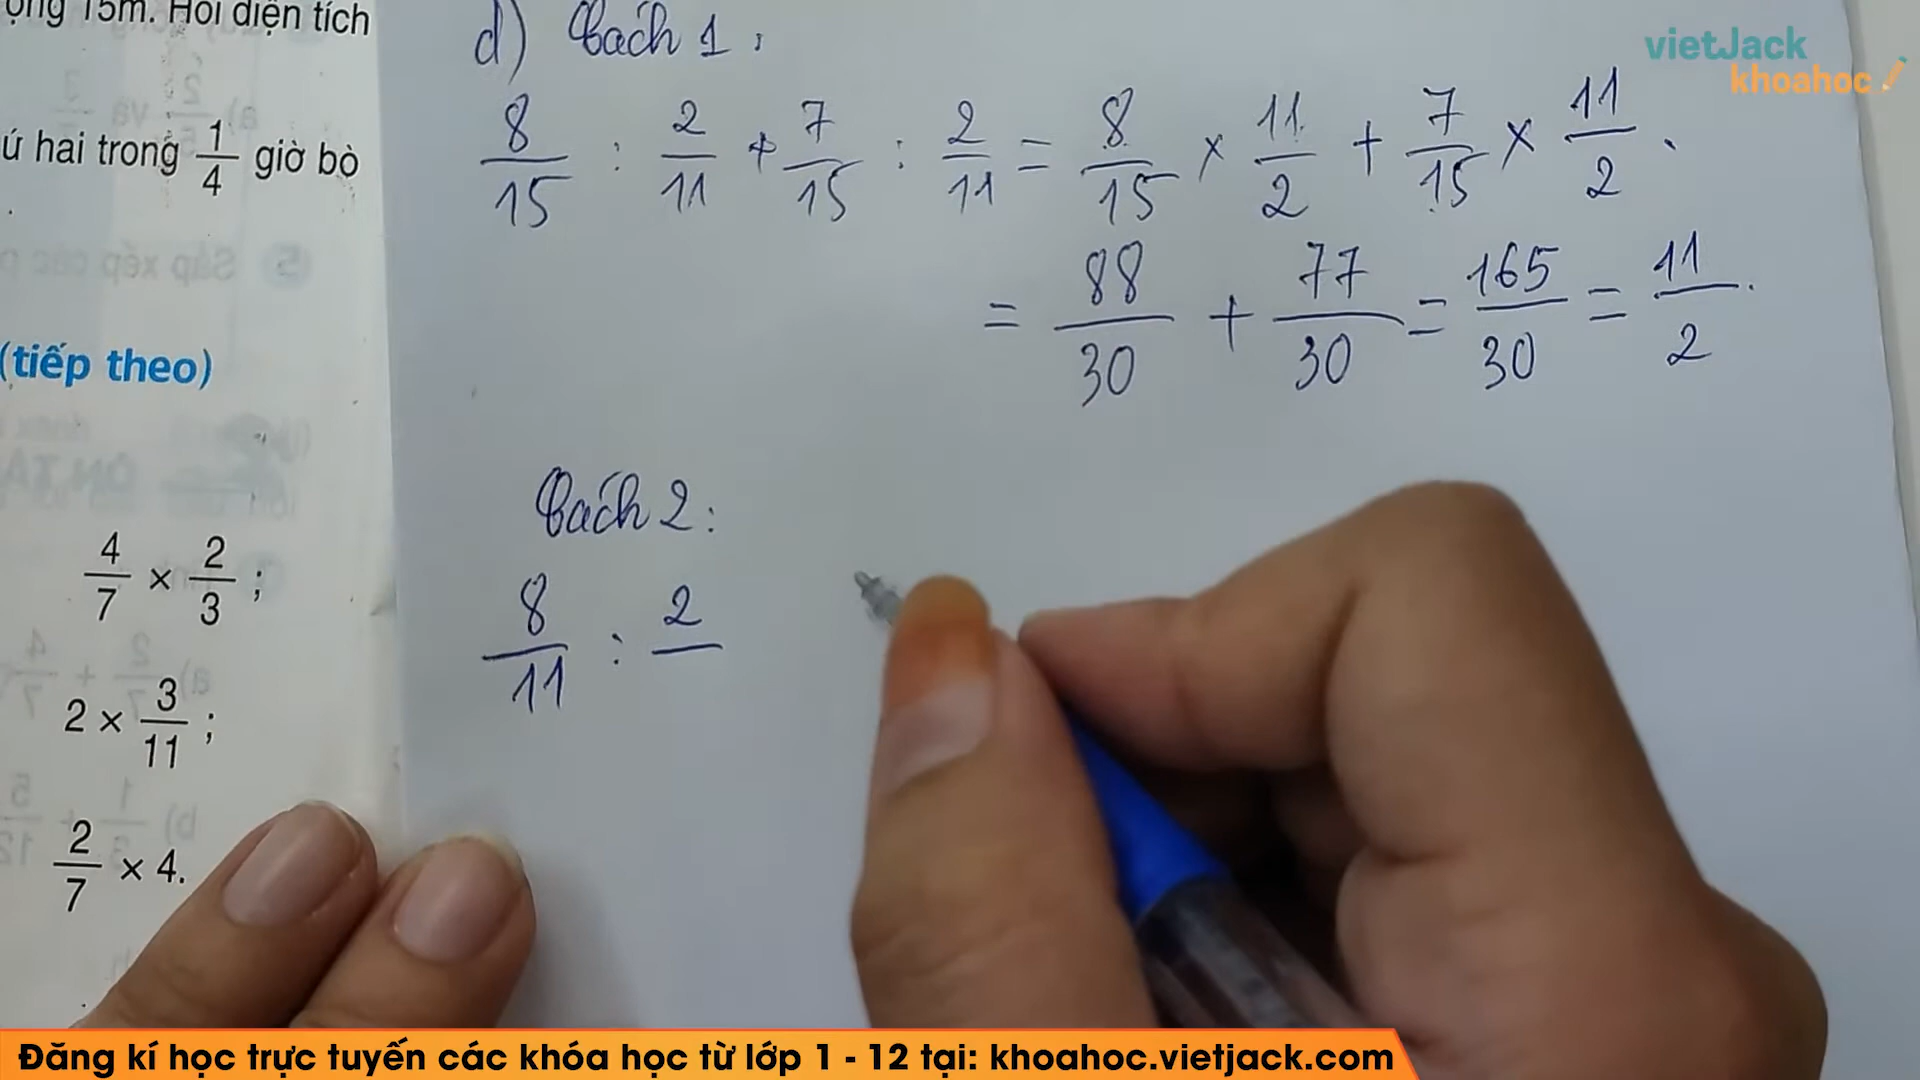 ộng 15m. Hỏi diện tích
ứ hai trong 1/4 giờ bò
(tiếp theo)
4/7 × 2/3 ;
2 × 3/11 ;
2/7 × 4.
d) Cách 1 :
8/15 : 2/11 + 7/15 : 2/11 = 8/15 × 11/2 + 7/15 × 11/2 .
= 88/30 + 77/30 = 165/30 = 11/2 .
Cách 2 :
8/11 : 2/
vietJack
khoahoc
Đăng kí học trực tuyến các khóa học từ lớp 1 - 12 tại: khoahoc.vietjack.com